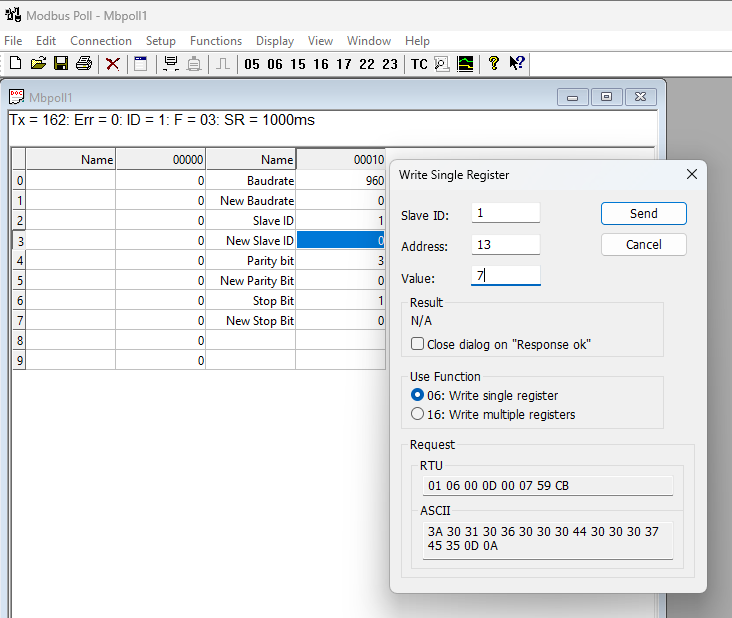 Modbus Poll - Mbpoll1
File Edit Connection Setup Functions Display View Window Help
05 06 15 16 17 22 23 TC
Mbpoll1
Tx = 162: Err = 0: ID = 1: F = 03: SR = 1000ms
Name 00000 Name 00010
0 0 Baudrate 960
1 0 New Baudrate 0
2 0 Slave ID 1
3 0 New Slave ID 0
4 0 Parity bit 3
5 0 New Parity Bit 0
6 0 Stop Bit 1
7 0 New Stop Bit 0
8 0
9 0
Write Single Register
Slave ID: 1 Send
Address: 13 Cancel
Value: 7
Result
N/A
Close dialog on "Response ok"
Use Function
06: Write single register
16: Write multiple registers
Request
RTU
01 06 00 0D 00 07 59 CB
ASCII
3A 30 31 30 36 30 30 30 44 30 30 30 37
45 35 0D 0A